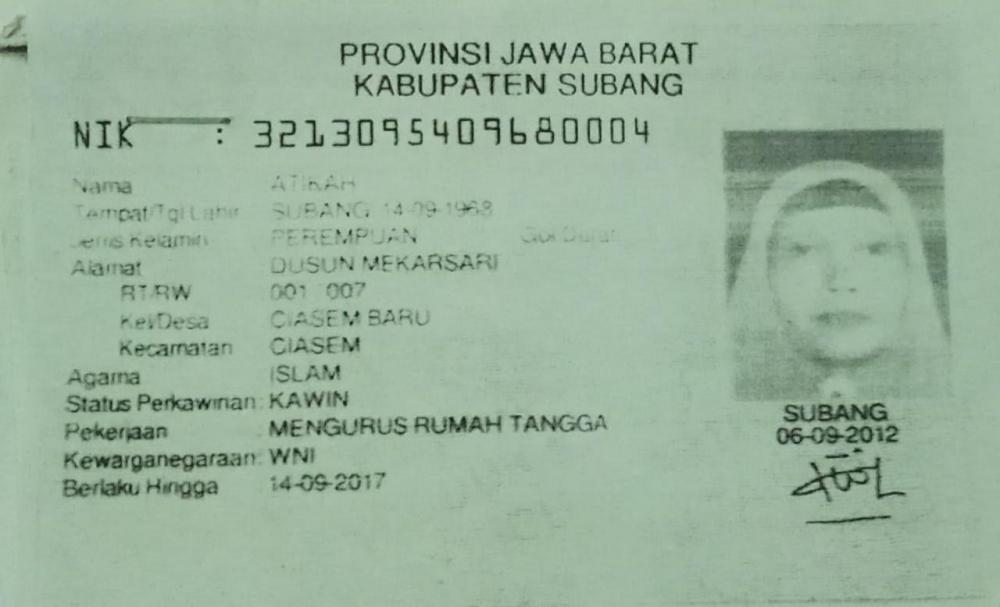 PROVINSI JAWA BARAT
KABUPATEN SUBANG
NIK : 3213095409680004
Nama ATIKAH
Tempat/Tgl Lahir SUBANG, 14-09-1968
Jenis Kelamin PEREMPUAN Gol Darah
Alamat DUSUN MEKARSARI
RT/RW 001 007
Kel/Desa CIASEM BARU
Kecamatan CIASEM
Agama ISLAM
Status Perkawinan: KAWIN
Pekerjaan MENGURUS RUMAH TANGGA
Kewarganegaraan: WNI
Berlaku Hingga 14-09-2017
SUBANG
06-09-2012